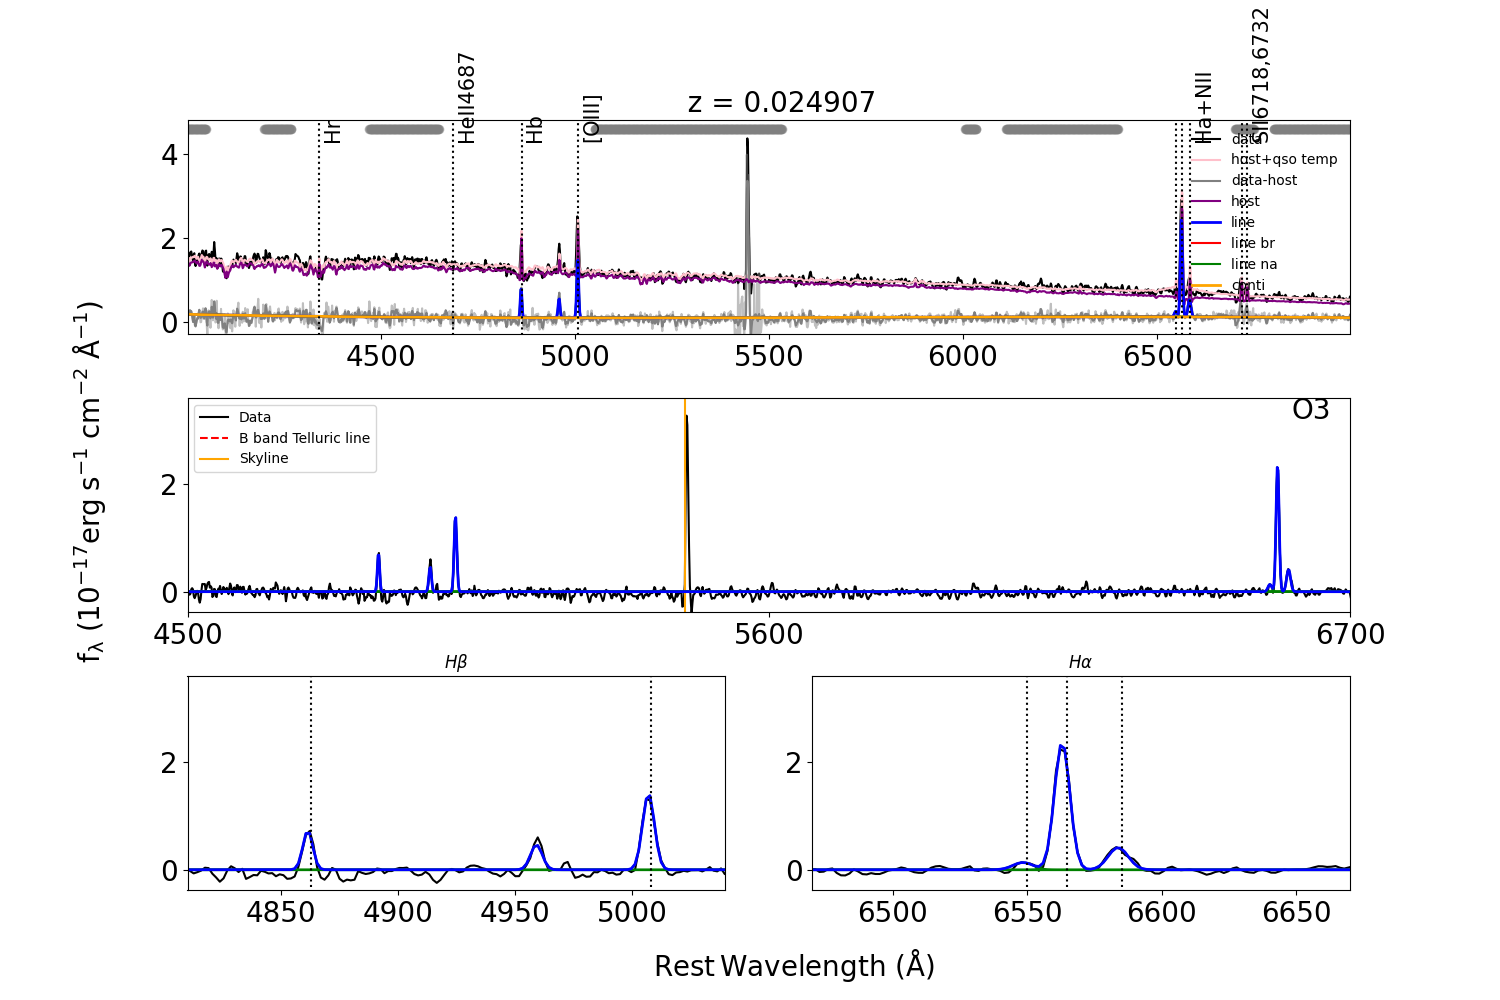 z = 0.024907
Hr
HeII4687
Hb
[OIII]
Ha+NII
SII6718,6732
data
host+qso temp
data-host
host
line
line br
line na
conti
4
2
0
4500
5000
5500
6000
6500
Data
B band Telluric line
Skyline
O3
2
0
4500
5600
6700
fλ (10⁻¹⁷erg s⁻¹ cm⁻² Å⁻¹)
Hβ
2
0
4850
4900
4950
5000
Hα
2
0
6500
6550
6600
6650
Rest Wavelength (Å)